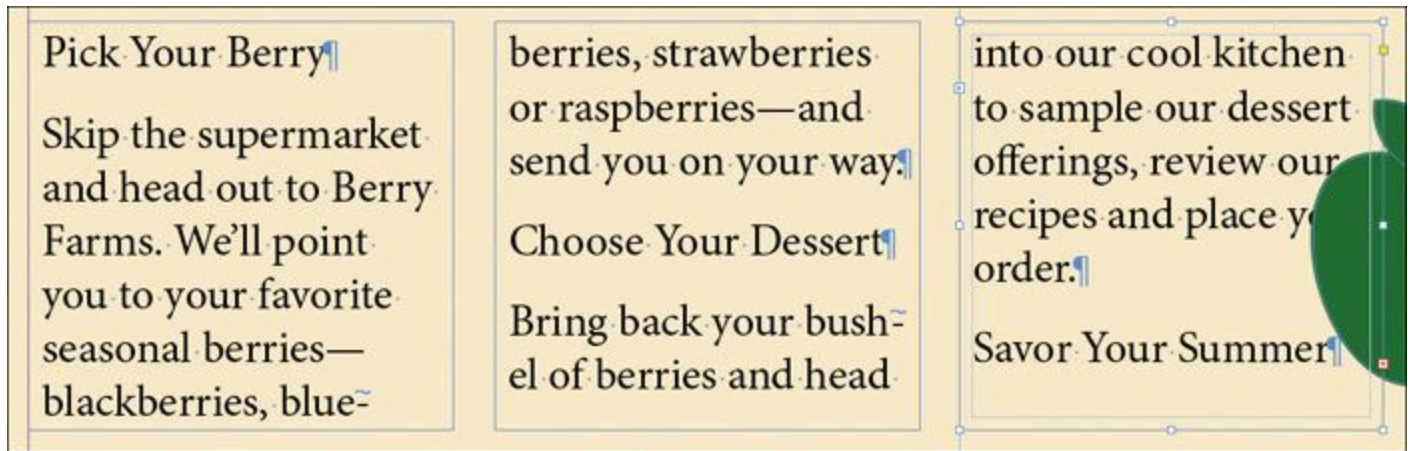 Pick Your Berry
Skip the supermarket
and head out to Berry
Farms. We’ll point
you to your favorite
seasonal berries—
blackberries, blue-
berries, strawberries
or raspberries—and
send you on your way.
Choose Your Dessert
Bring back your bush-
el of berries and head
into our cool kitchen
to sample our dessert
offerings, review our
recipes and place
order.
Savor Your Summer